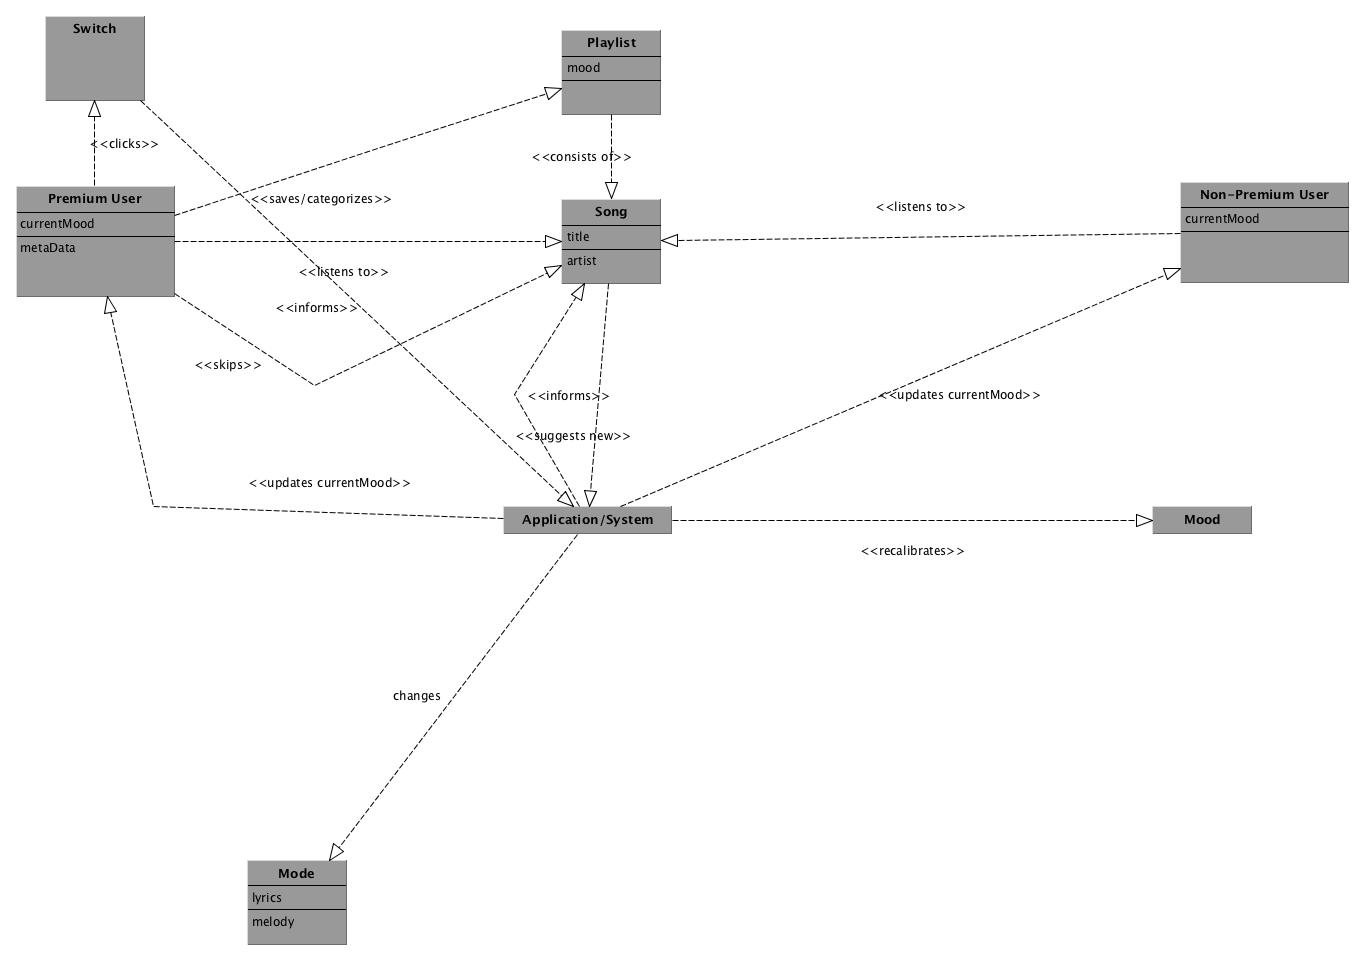 Switch
Playlist
mood
<<clicks>>
<<consists of>>
Premium User
currentMood
metaData
<<saves/categorizes>>
Song
title
artist
<<listens to>>
Non-Premium User
currentMood
<<listens to>>
<<informs>>
<<skips>>
<<informs>>
<<updates currentMood>>
<<suggests new>>
<<updates currentMood>>
Application/System
Mood
<<recalibrates>>
changes
Mode
lyrics
melody